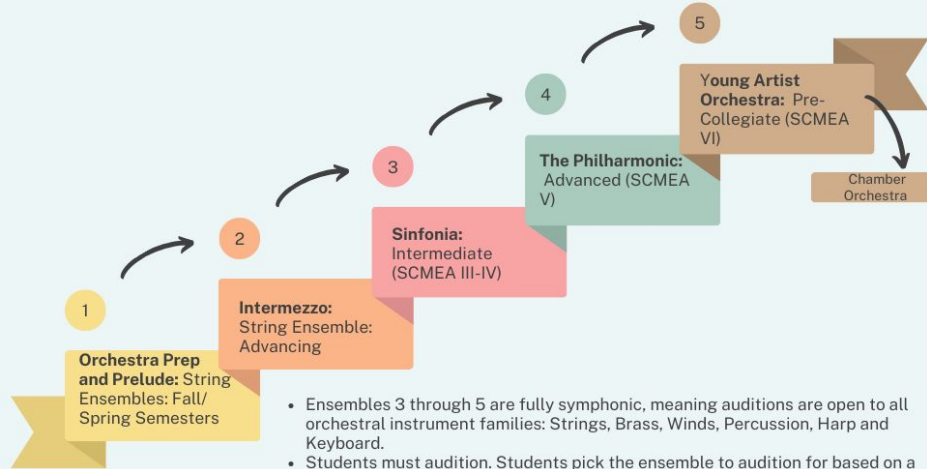 5
Young Artist
Orchestra: Pre-
Collegiate (SCMEA
VI)
Chamber
Orchestra
4
The Philharmonic:
Advanced (SCMEA
V)
3
Sinfonia:
Intermediate
(SCMEA III-IV)
2
Intermezzo:
String Ensemble:
Advancing
1
Orchestra Prep
and Prelude: String
Ensembles: Fall/
Spring Semesters
• Ensembles 3 through 5 are fully symphonic, meaning auditions are open to all
orchestral instrument families: Strings, Brass, Winds, Percussion, Harp and
Keyboard.
• Students must audition. Students pick the ensemble to audition for based on a